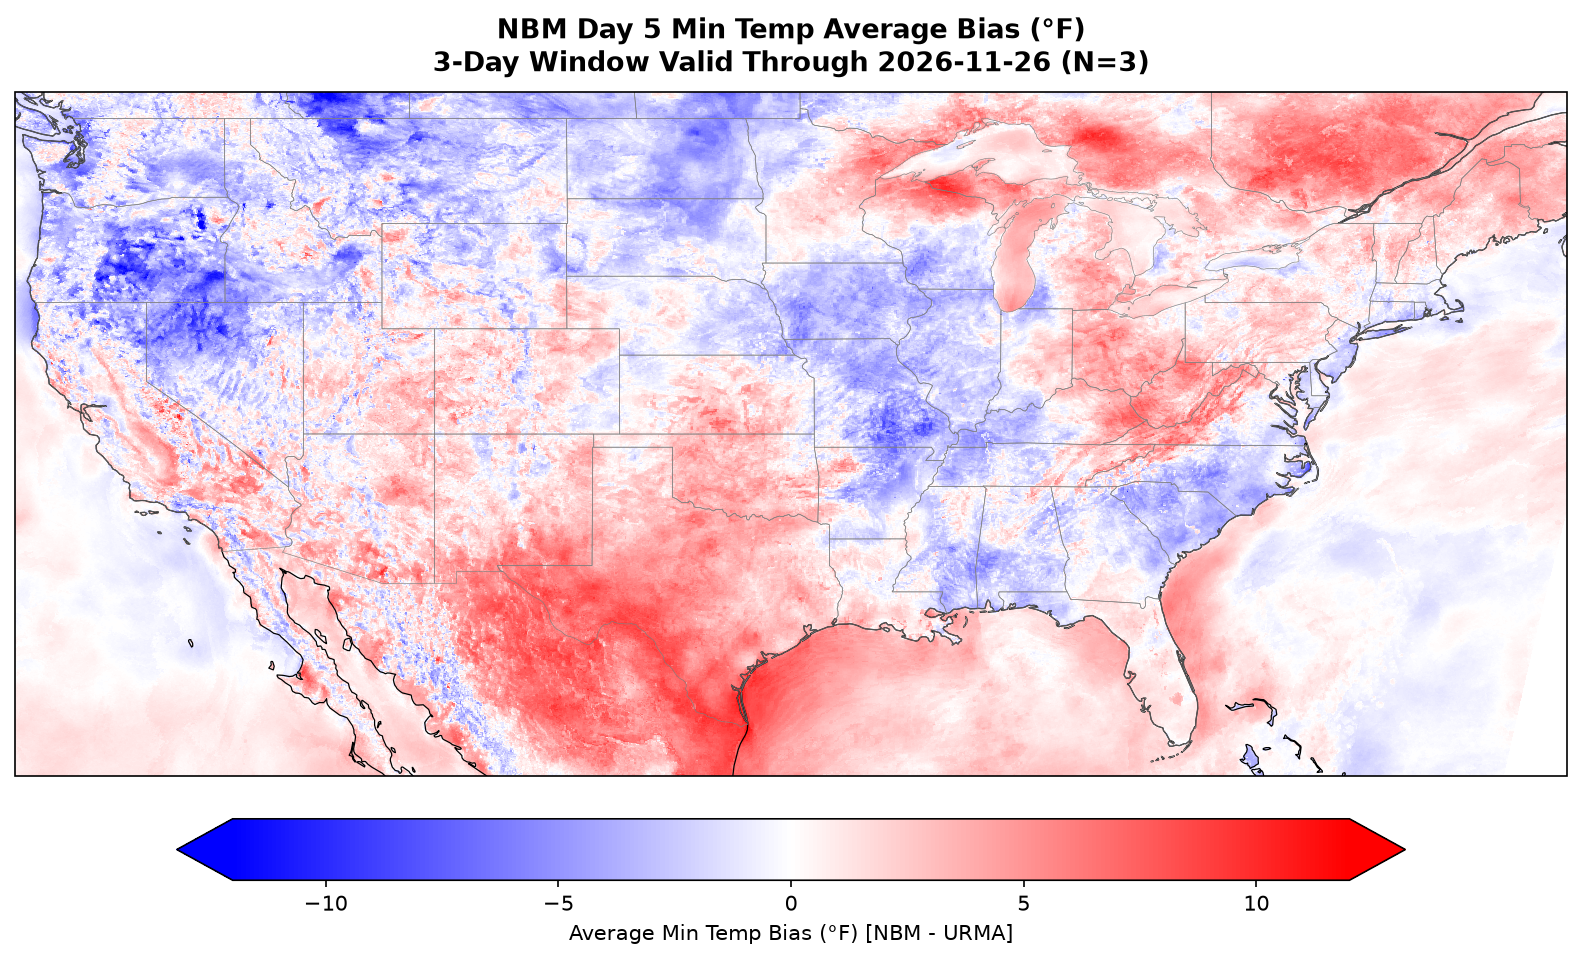 NBM Day 5 Min Temp Average Bias (°F)
3-Day Window Valid Through 2026-11-26 (N=3)
−10
−5
0
5
10
Average Min Temp Bias (°F) [NBM - URMA]